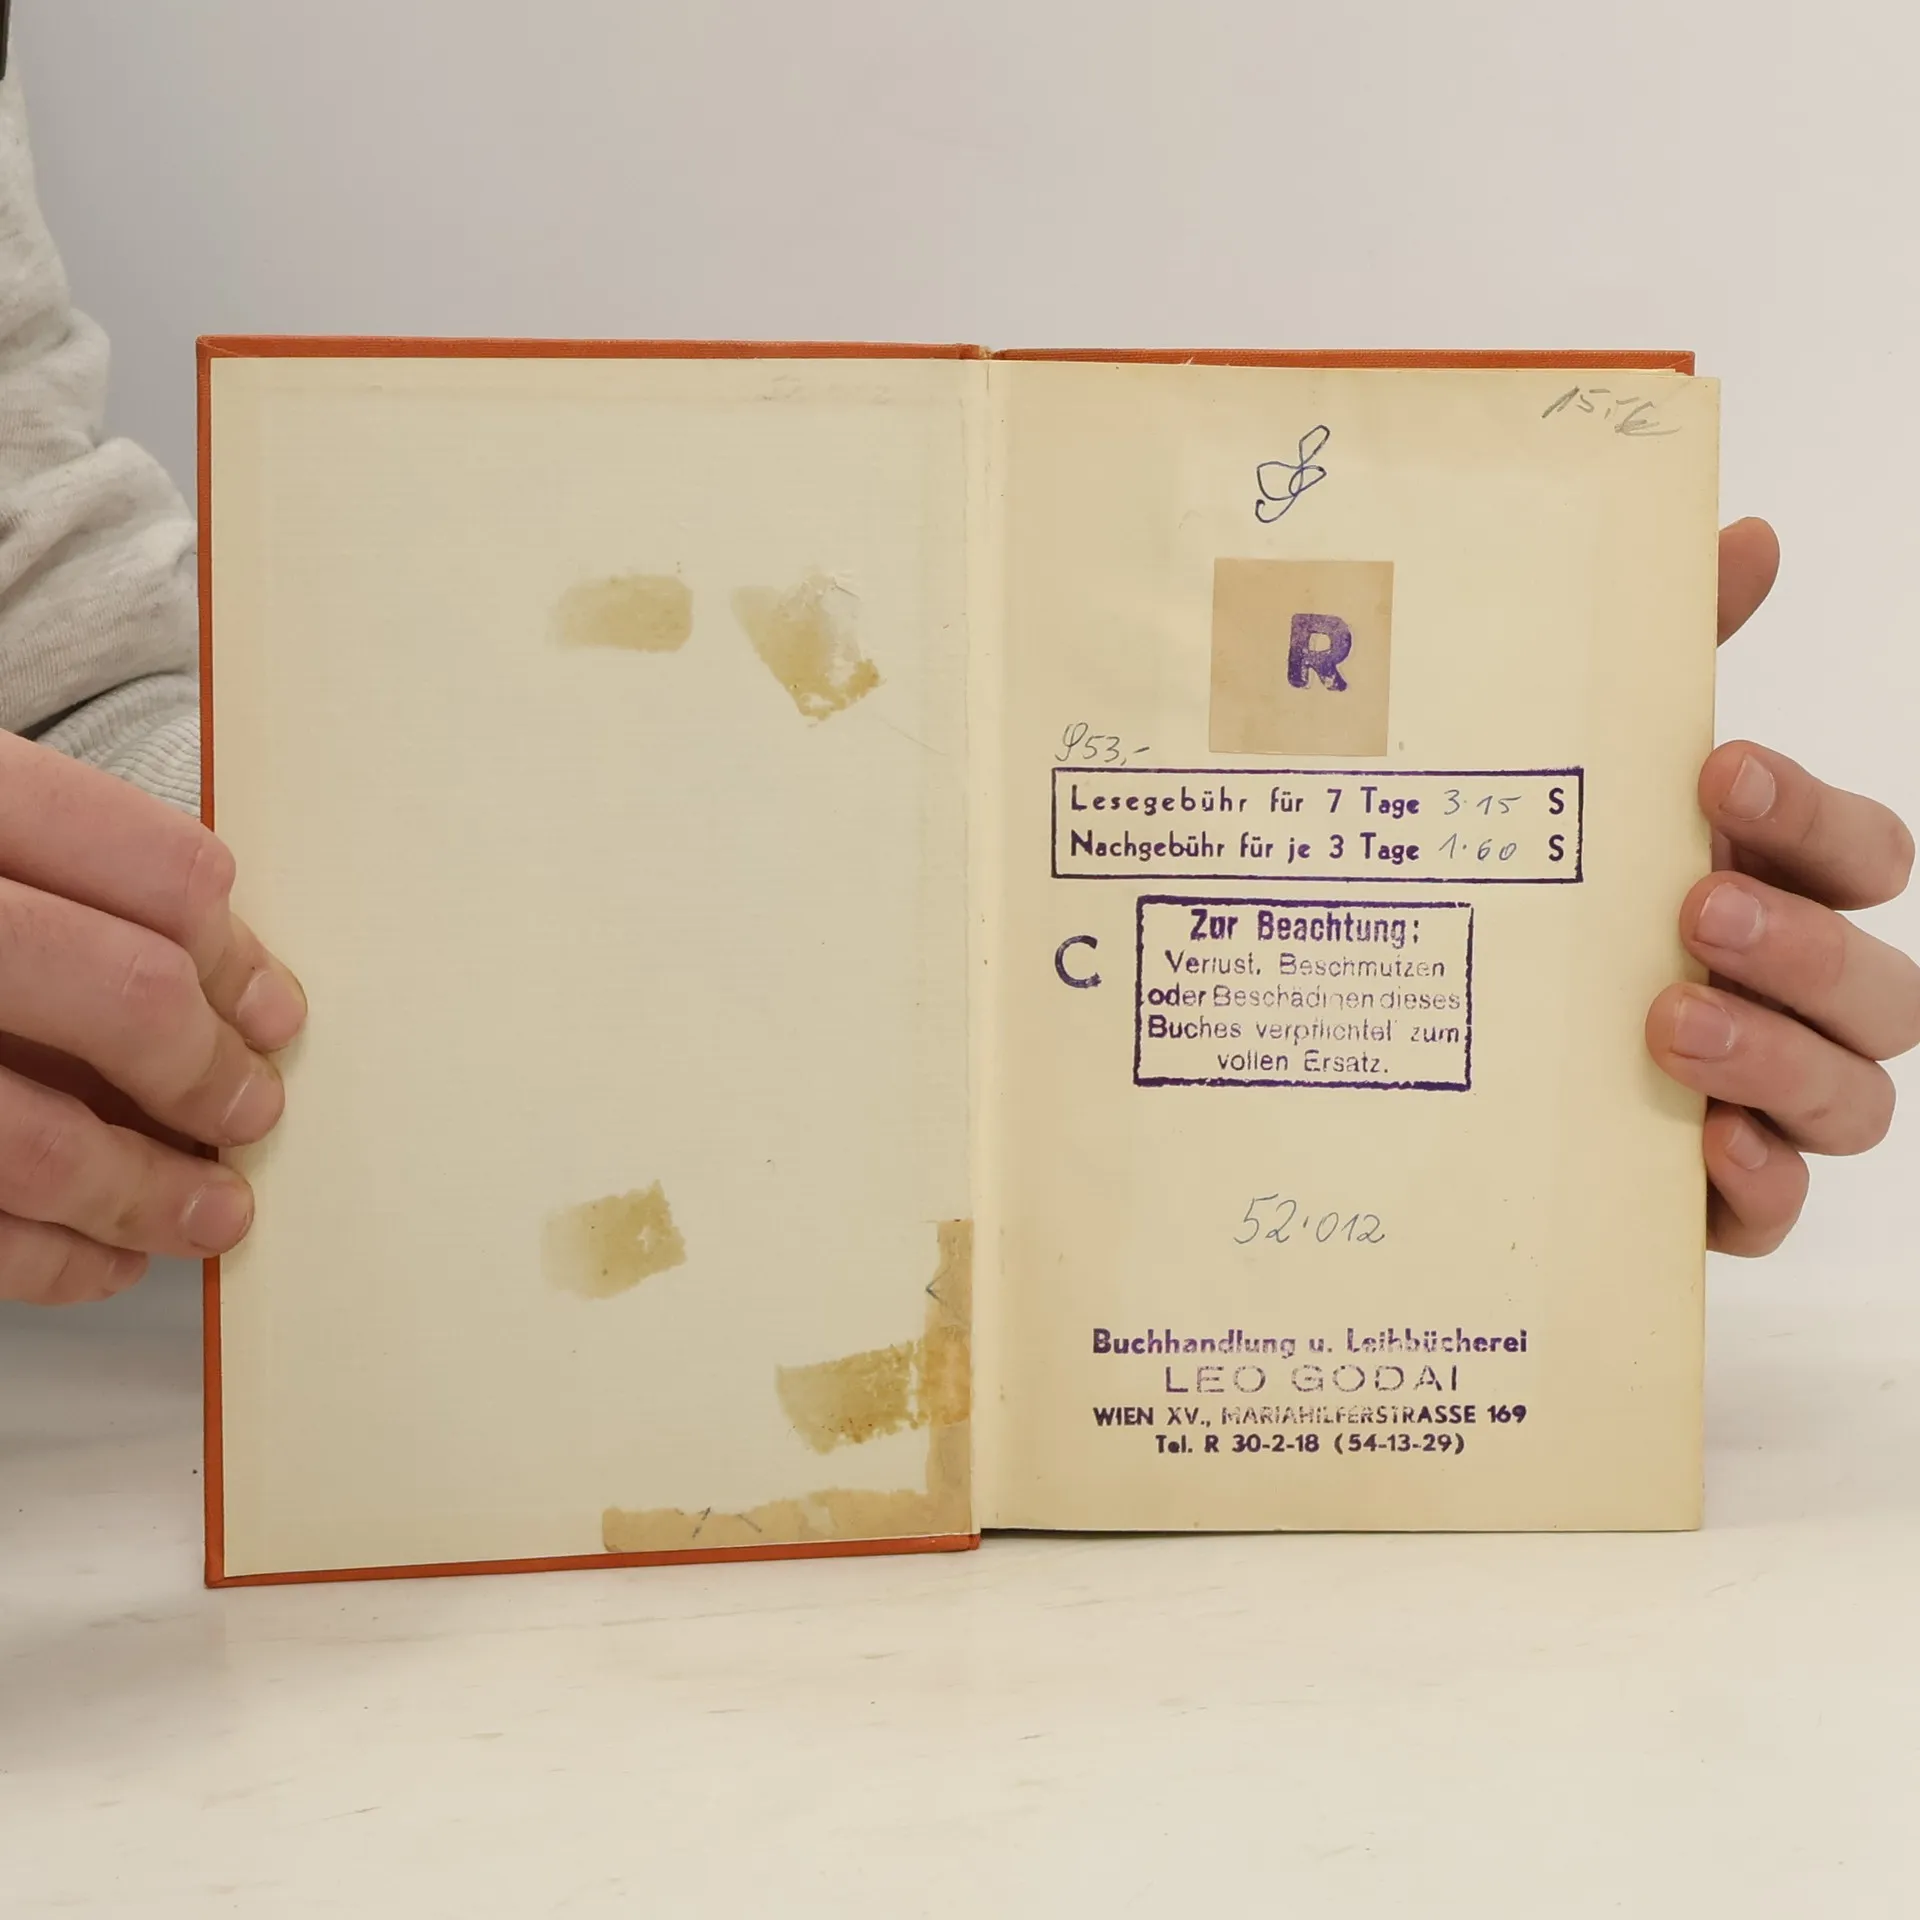 15,- €
R
S 53,-
Lesegebühr für 7 Tage 3·15 S
Nachgebühr für je 3 Tage 1·60 S
C
Zur Beachtung:
Verlust, Beschmutzen
oder Beschädigen dieses
Buches verpflichtet zum
vollen Ersatz.
52·012
Buchhandlung u. Leihbücherei
LEO GODAI
WIEN XV., MARIAHILFERSTRASSE 169
Tel. R 30-2-18 (54-13-29)